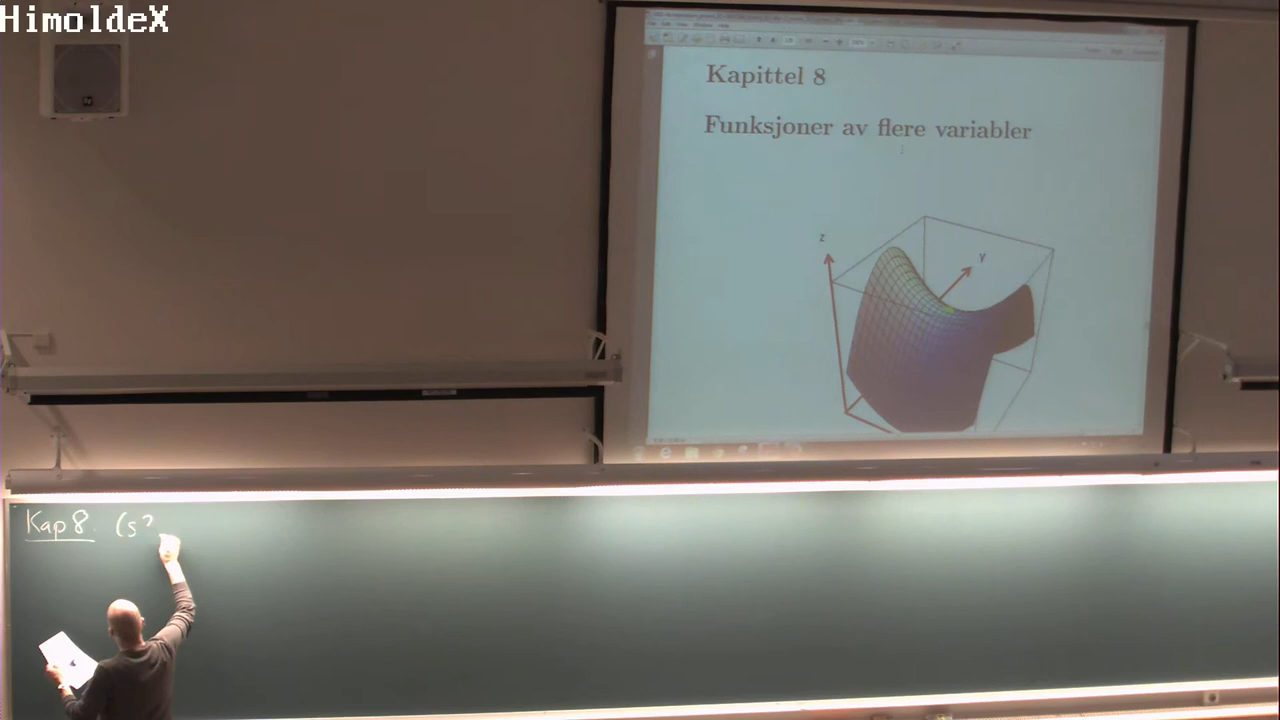 HimoldeX
Kapittel 8
Funksjoner av flere variabler
z
Y
Kap 8. (s